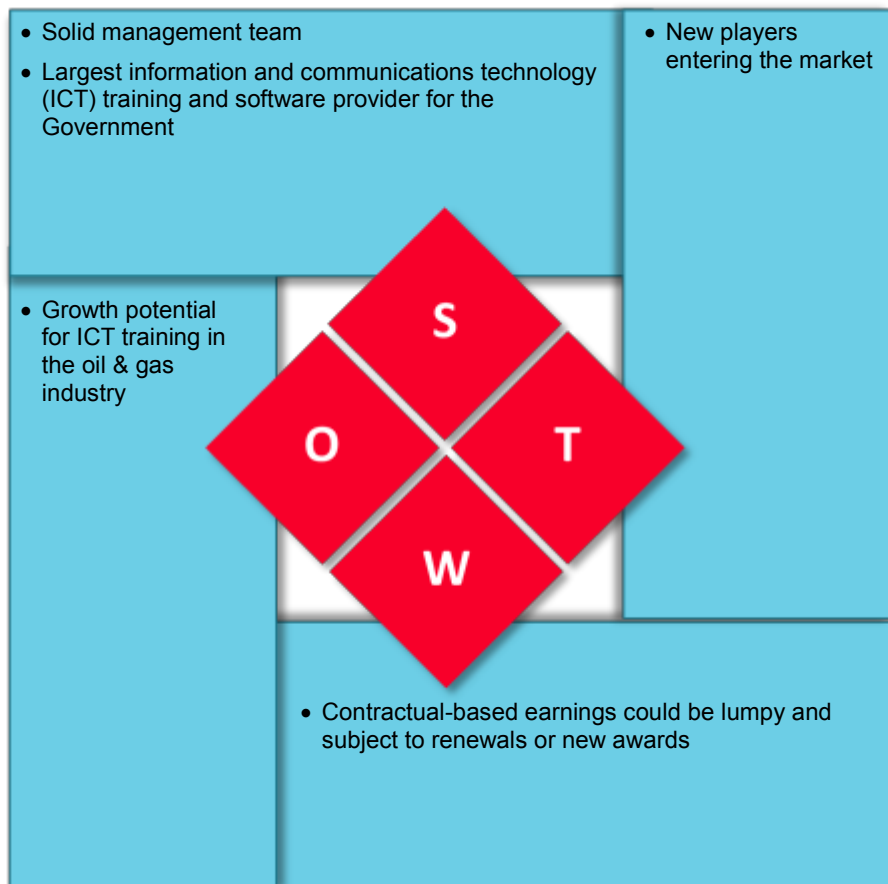 • Solid management team
• Largest information and communications technology
(ICT) training and software provider for the
Government
• New players
entering the market
• Growth potential
for ICT training in
the oil & gas
industry
S
O
T
W
• Contractual-based earnings could be lumpy and
subject to renewals or new awards